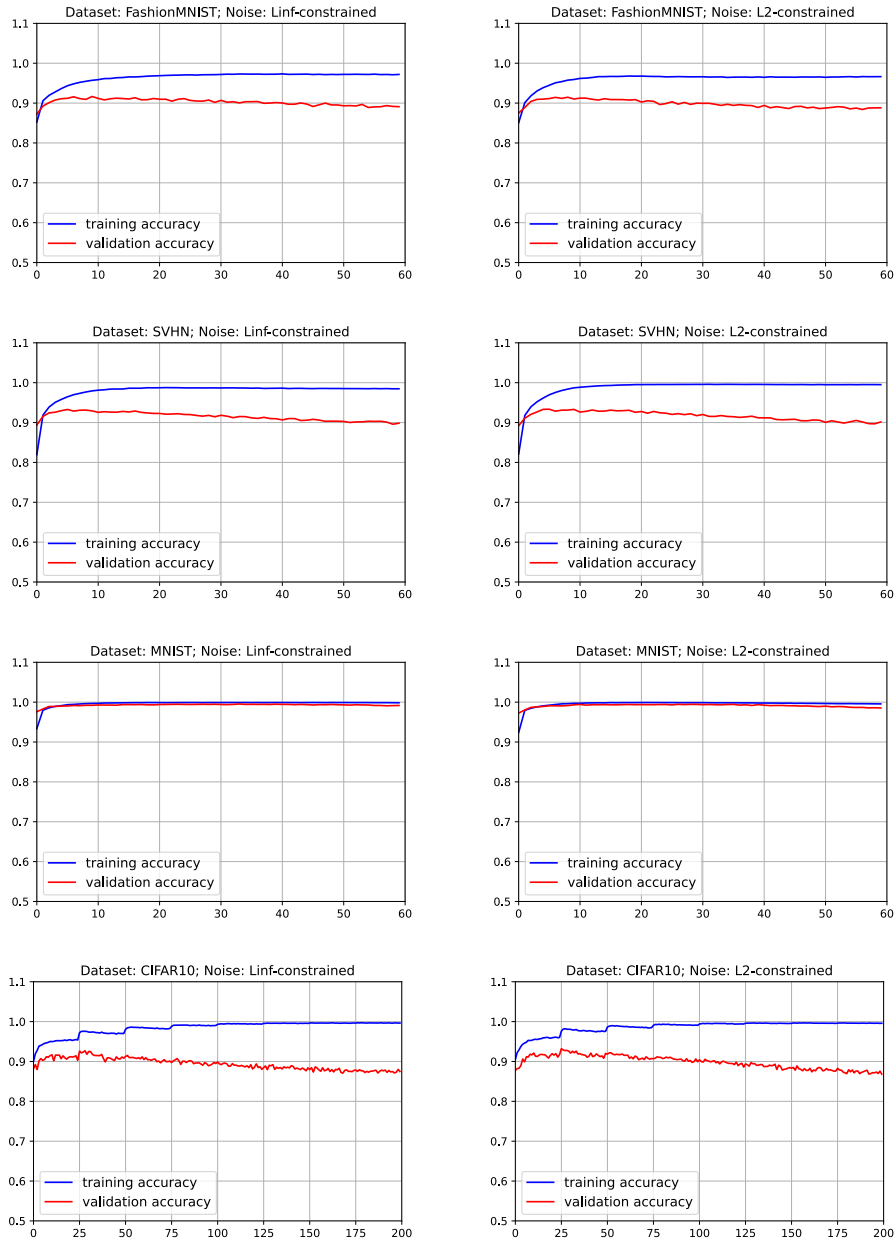 Dataset: FashionMNIST; Noise: Linf-constrained
1.1
1.0
0.9
0.8
0.7
0.6
0.5
training accuracy
validation accuracy
0 10 20 30 40 50 60
Dataset: FashionMNIST; Noise: L2-constrained
1.1
1.0
0.9
0.8
0.7
0.6
0.5
training accuracy
validation accuracy
0 10 20 30 40 50 60
Dataset: SVHN; Noise: Linf-constrained
1.1
1.0
0.9
0.8
0.7
0.6
0.5
training accuracy
validation accuracy
0 10 20 30 40 50 60
Dataset: SVHN; Noise: L2-constrained
1.1
1.0
0.9
0.8
0.7
0.6
0.5
training accuracy
validation accuracy
0 10 20 30 40 50 60
Dataset: MNIST; Noise: Linf-constrained
1.1
1.0
0.9
0.8
0.7
0.6
0.5
training accuracy
validation accuracy
0 10 20 30 40 50 60
Dataset: MNIST; Noise: L2-constrained
1.1
1.0
0.9
0.8
0.7
0.6
0.5
training accuracy
validation accuracy
0 10 20 30 40 50 60
Dataset: CIFAR10; Noise: Linf-constrained
1.1
1.0
0.9
0.8
0.7
0.6
0.5
training accuracy
validation accuracy
0 25 50 75 100 125 150 175 200
Dataset: CIFAR10; Noise: L2-constrained
1.1
1.0
0.9
0.8
0.7
0.6
0.5
training accuracy
validation accuracy
0 25 50 75 100 125 150 175 200